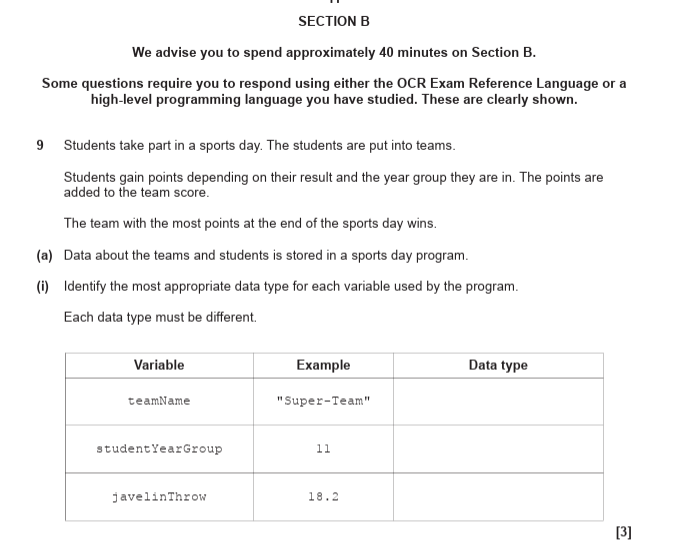 SECTION B
We advise you to spend approximately 40 minutes on Section B.
Some questions require you to respond using either the OCR Exam Reference Language or a
high-level programming language you have studied. These are clearly shown.
9 Students take part in a sports day. The students are put into teams.
Students gain points depending on their result and the year group they are in. The points are
added to the team score.
The team with the most points at the end of the sports day wins.
(a) Data about the teams and students is stored in a sports day program.
(i) Identify the most appropriate data type for each variable used by the program.
Each data type must be different.
Variable Example Data type
teamName "Super-Team"
studentYearGroup 11
javelinThrow 18.2
[3]